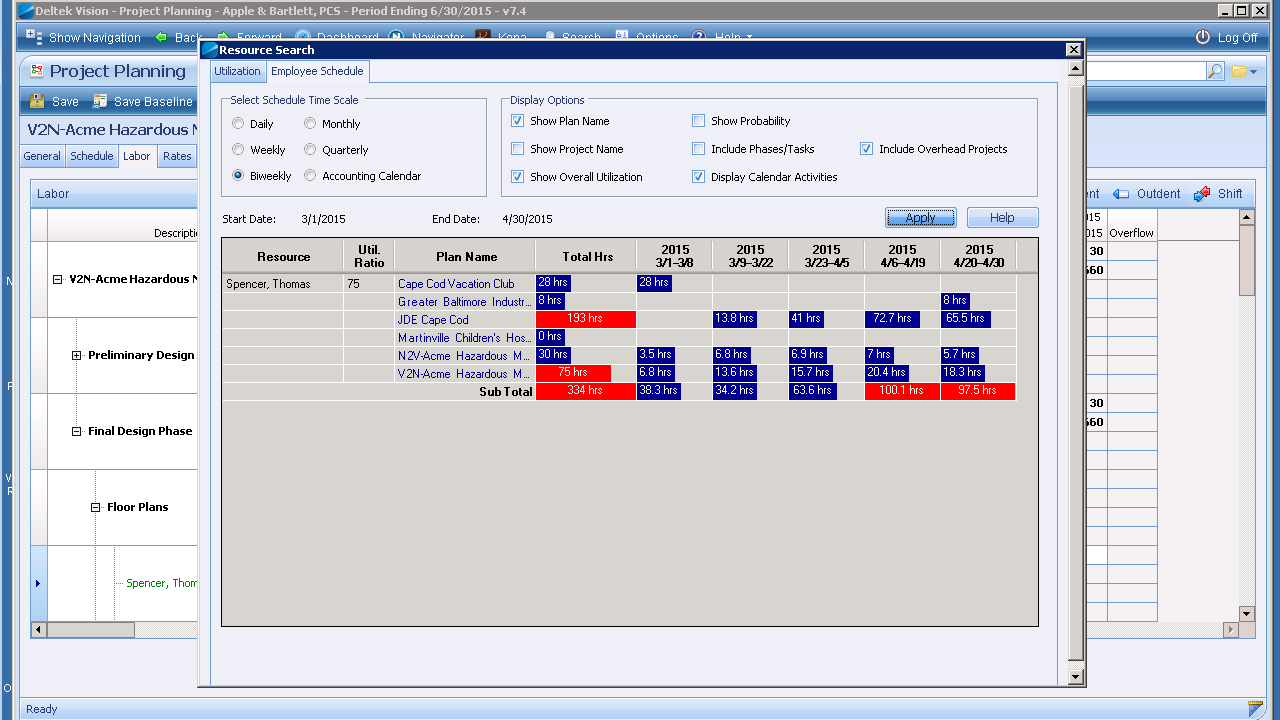 Deltek Vision - Project Planning - Apple & Bartlett, PCS - Period Ending 6/30/2015 - v7.4
Show Navigation Back Forward Dashboard Navigator Kona Search Options Help Log Off
Resource Search
Project Planning
Utilization Employee Schedule
Save Save Baseline
V2N-Acme Hazardous
General Schedule Labor Rates
Select Schedule Time Scale
Daily Monthly
Weekly Quarterly
Biweekly Accounting Calendar
Display Options
Show Plan Name Show Probability
Show Project Name Include Phases/Tasks Include Overhead Projects
Show Overall Utilization Display Calendar Activities
Labor
Outdent Shift
Start Date: 3/1/2015 End Date: 4/30/2015 Apply Help
Resource Util. Ratio Plan Name Total Hrs 2015 3/1-3/8 2015 3/9-3/22 2015 3/23-4/5 2015 4/6-4/19 2015 4/20-4/30
Spencer, Thomas 75 Cape Cod Vacation Club 28 hrs 28 hrs
Greater Baltimore Industr... 8 hrs 8 hrs
JDE Cape Cod 193 hrs 13.8 hrs 41 hrs 72.7 hrs 65.5 hrs
Martinville Children's Hos... 0 hrs
N2V-Acme Hazardous M... 30 hrs 3.5 hrs 6.8 hrs 6.9 hrs 7 hrs 5.7 hrs
V2N-Acme Hazardous M... 75 hrs 6.8 hrs 13.6 hrs 15.7 hrs 20.4 hrs 18.3 hrs
Sub Total 334 hrs 38.3 hrs 34.2 hrs 63.6 hrs 100.1 hrs 97.5 hrs
Overflow
V2N-Acme Hazardous
30
Preliminary Design
Final Design Phase
30
Floor Plans
Spencer, Thom
Ready